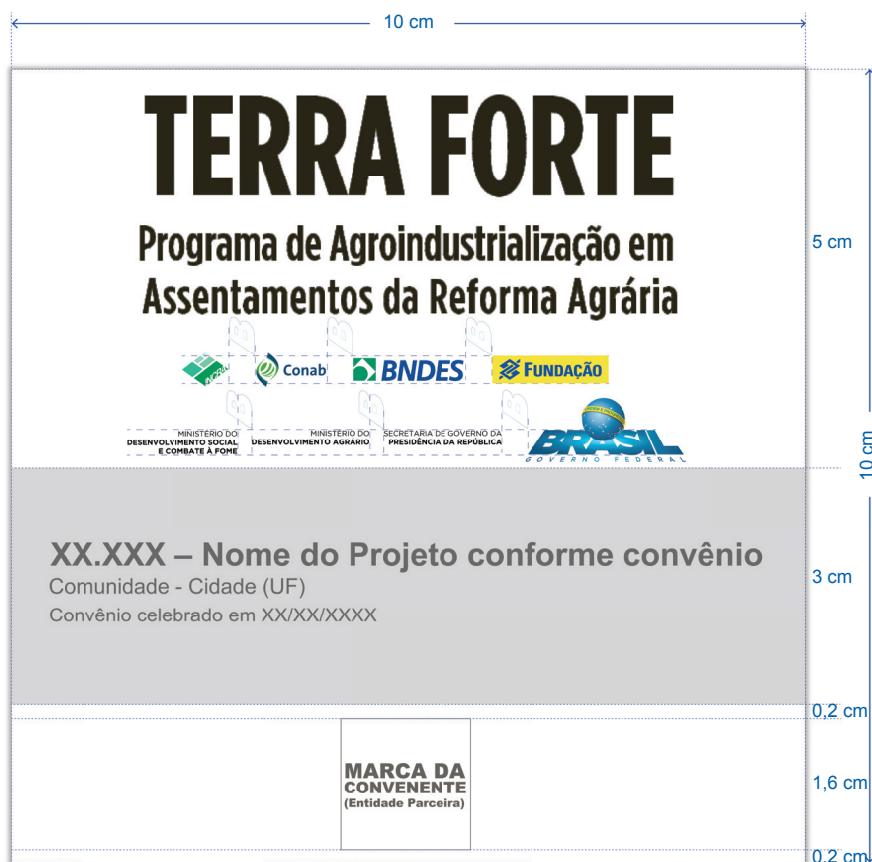 10 cm
TERRA FORTE
Programa de Agroindustrialização em
Assentamentos da Reforma Agrária
5 cm
INCRA Conab BNDES FUNDAÇÃO
MINISTÉRIO DO
DESENVOLVIMENTO SOCIAL
E COMBATE À FOME
MINISTÉRIO DO
DESENVOLVIMENTO AGRÁRIO
SECRETARIA DE GOVERNO DA
PRESIDÊNCIA DA REPÚBLICA
ORDEM E PROGRESSO
BRASIL
GOVERNO FEDERAL
10 cm
XX.XXX – Nome do Projeto conforme convênio
Comunidade - Cidade (UF)
Convênio celebrado em XX/XX/XXXX
3 cm
0,2 cm
MARCA DA
CONVENENTE
(Entidade Parceira)
1,6 cm
0,2 cm